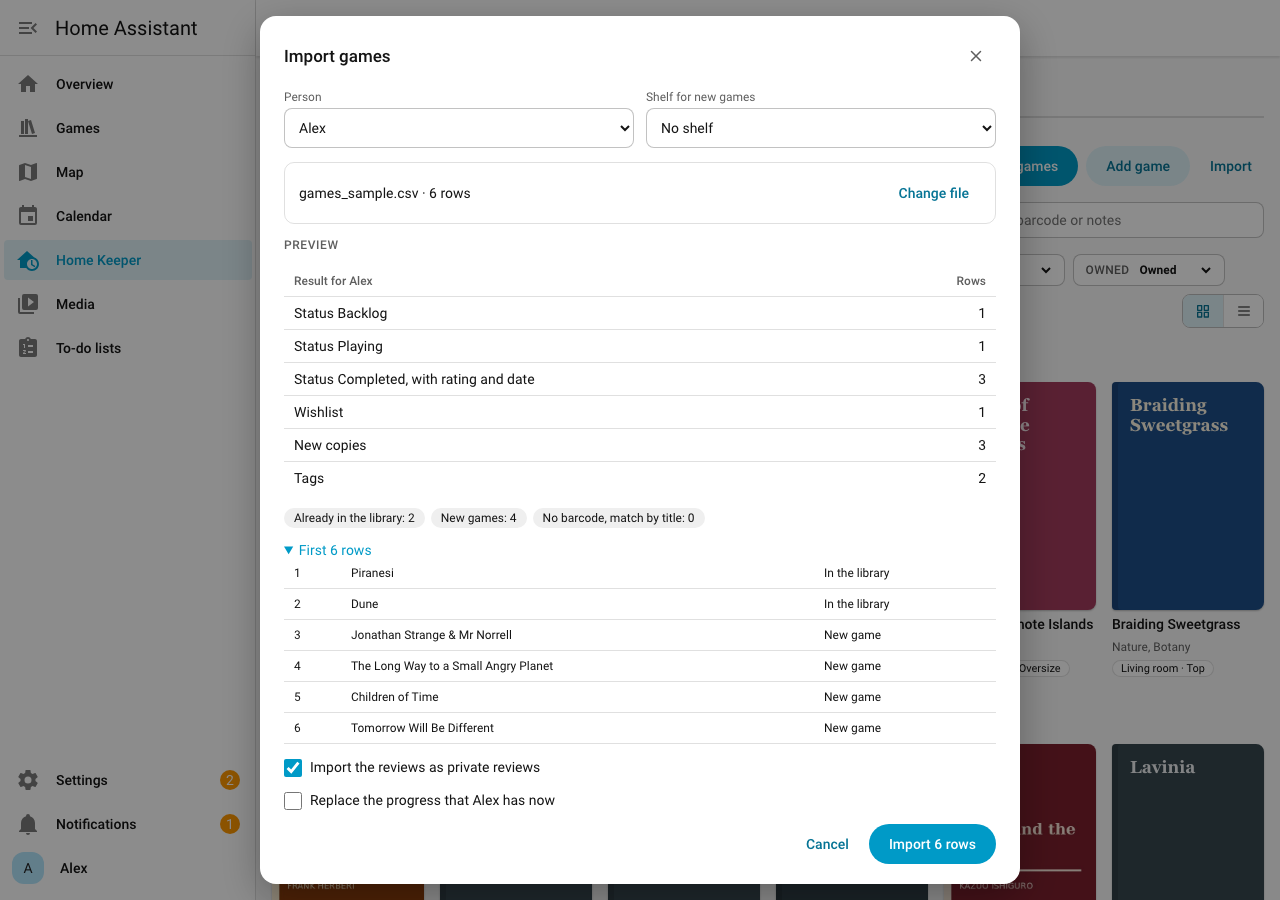 Home Assistant
Overview
Games
Map
Calendar
Home Keeper
Media
To-do lists
Settings
2
Notifications
1
A
Alex
Import games
Person
Shelf for new games
Alex
No shelf
games_sample.csv · 6 rows
Change file
PREVIEW
Result for Alex
Rows
Status Backlog
1
Status Playing
1
Status Completed, with rating and date
3
Wishlist
1
New copies
3
Tags
2
Already in the library: 2
New games: 4
No barcode, match by title: 0
First 6 rows
1 Piranesi In the library
2 Dune In the library
3 Jonathan Strange & Mr Norrell New game
4 The Long Way to a Small Angry Planet New game
5 Children of Time New game
6 Tomorrow Will Be Different New game
Import the reviews as private reviews
Replace the progress that Alex has now
Cancel
Import 6 rows
games
Add game
Import
barcode or notes
OWNED Owned
Braiding
Sweetgrass
Islands
Braiding Sweetgrass
Nature, Botany
Oversize
Living room · Top
and the
Lavinia
FRANK HERBERT
KAZUO ISHIGURO